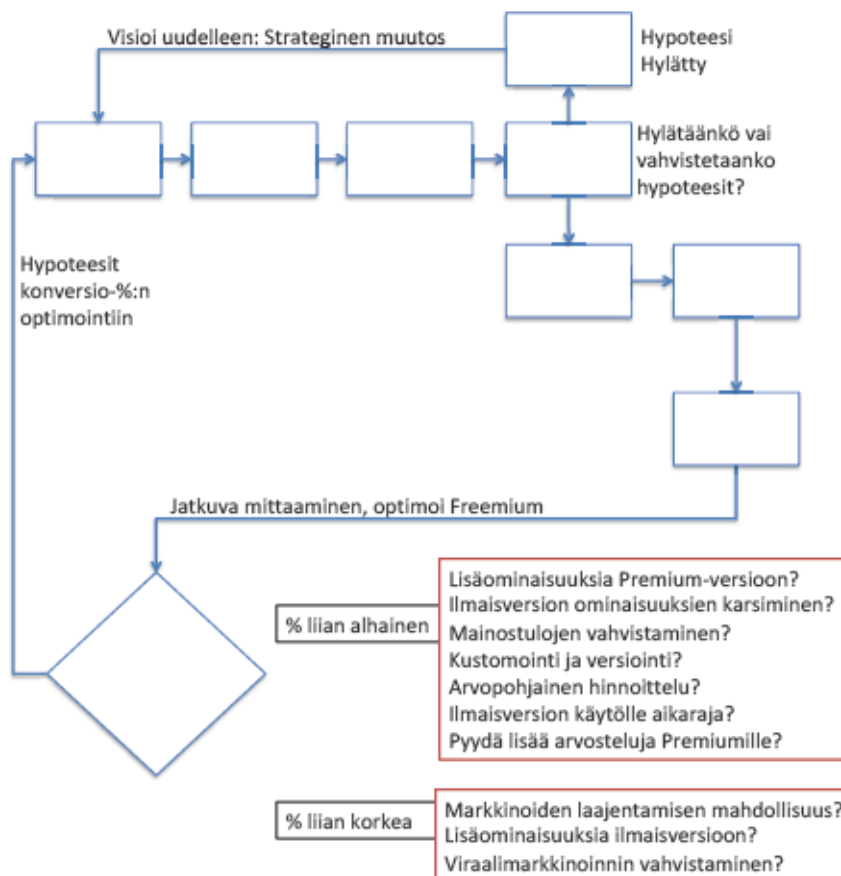 Visioi uudelleen: Strateginen muutos
Hypoteesi
Hylätty
Hylätäänkö vai
vahvistetaanko
hypoteesit?
Hypoteesit
konversio-%:n
optimointiin
Jatkuva mittaaminen, optimoi Freemium
% liian alhainen
Lisäominaisuuksia Premium-versioon?
Ilmaisversion ominaisuuksien karsiminen?
Mainostulojen vahvistaminen?
Kustomointi ja versiointi?
Arvopohjainen hinnoittelu?
Ilmaisversion käytölle aikaraja?
Pyydä lisää arvosteluja Premiumille?
% liian korkea
Markkinoiden laajentamisen mahdollisuus?
Lisäominaisuuksia ilmaisversioon?
Viraalimarkkinoinnin vahvistaminen?